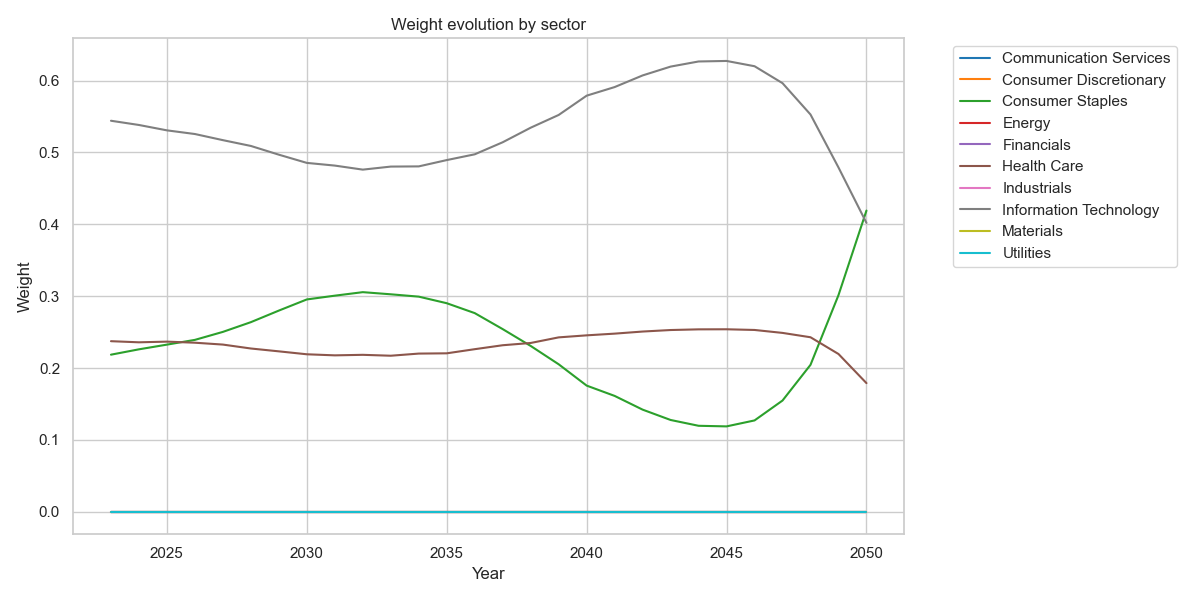 Weight evolution by sector
Weight
0.6
0.5
0.4
0.3
0.2
0.1
0.0
2025
2030
2035
2040
2045
2050
Year
Communication Services
Consumer Discretionary
Consumer Staples
Energy
Financials
Health Care
Industrials
Information Technology
Materials
Utilities